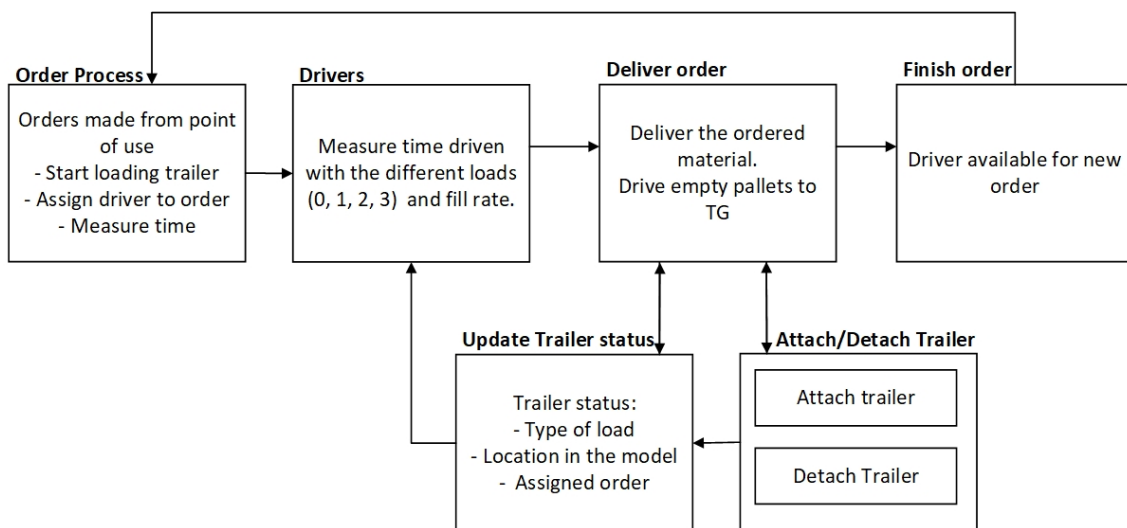 Order Process
Orders made from point
of use
- Start loading trailer
- Assign driver to order
- Measure time
Drivers
Measure time driven
with the different loads
(0, 1, 2, 3) and fill rate.
Deliver order
Deliver the ordered
material.
Drive empty pallets to
TG
Finish order
Driver available for new
order
Update Trailer status
Trailer status:
- Type of load
- Location in the model
- Assigned order
Attach/Detach Trailer
Attach trailer
Detach Trailer